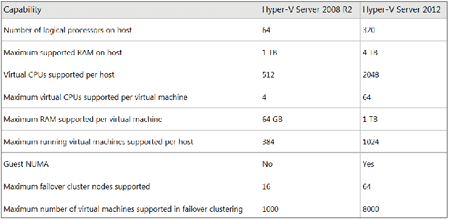 Capability Hyper-V Server 2008 R2 Hyper-V Server 2012
Number of logical processors on host 64 320
Maximum supported RAM on host 1 TB 4 TB
Virtual CPUs supported per host 512 2048
Maximum virtual CPUs supported per virtual machine 4 64
Maximum RAM supported per virtual machine 64 GB 1 TB
Maximum running virtual machines supported per host 384 1024
Guest NUMA No Yes
Maximum failover cluster nodes supported 16 64
Maximum number of virtual machines supported in failover clustering 1000 8000